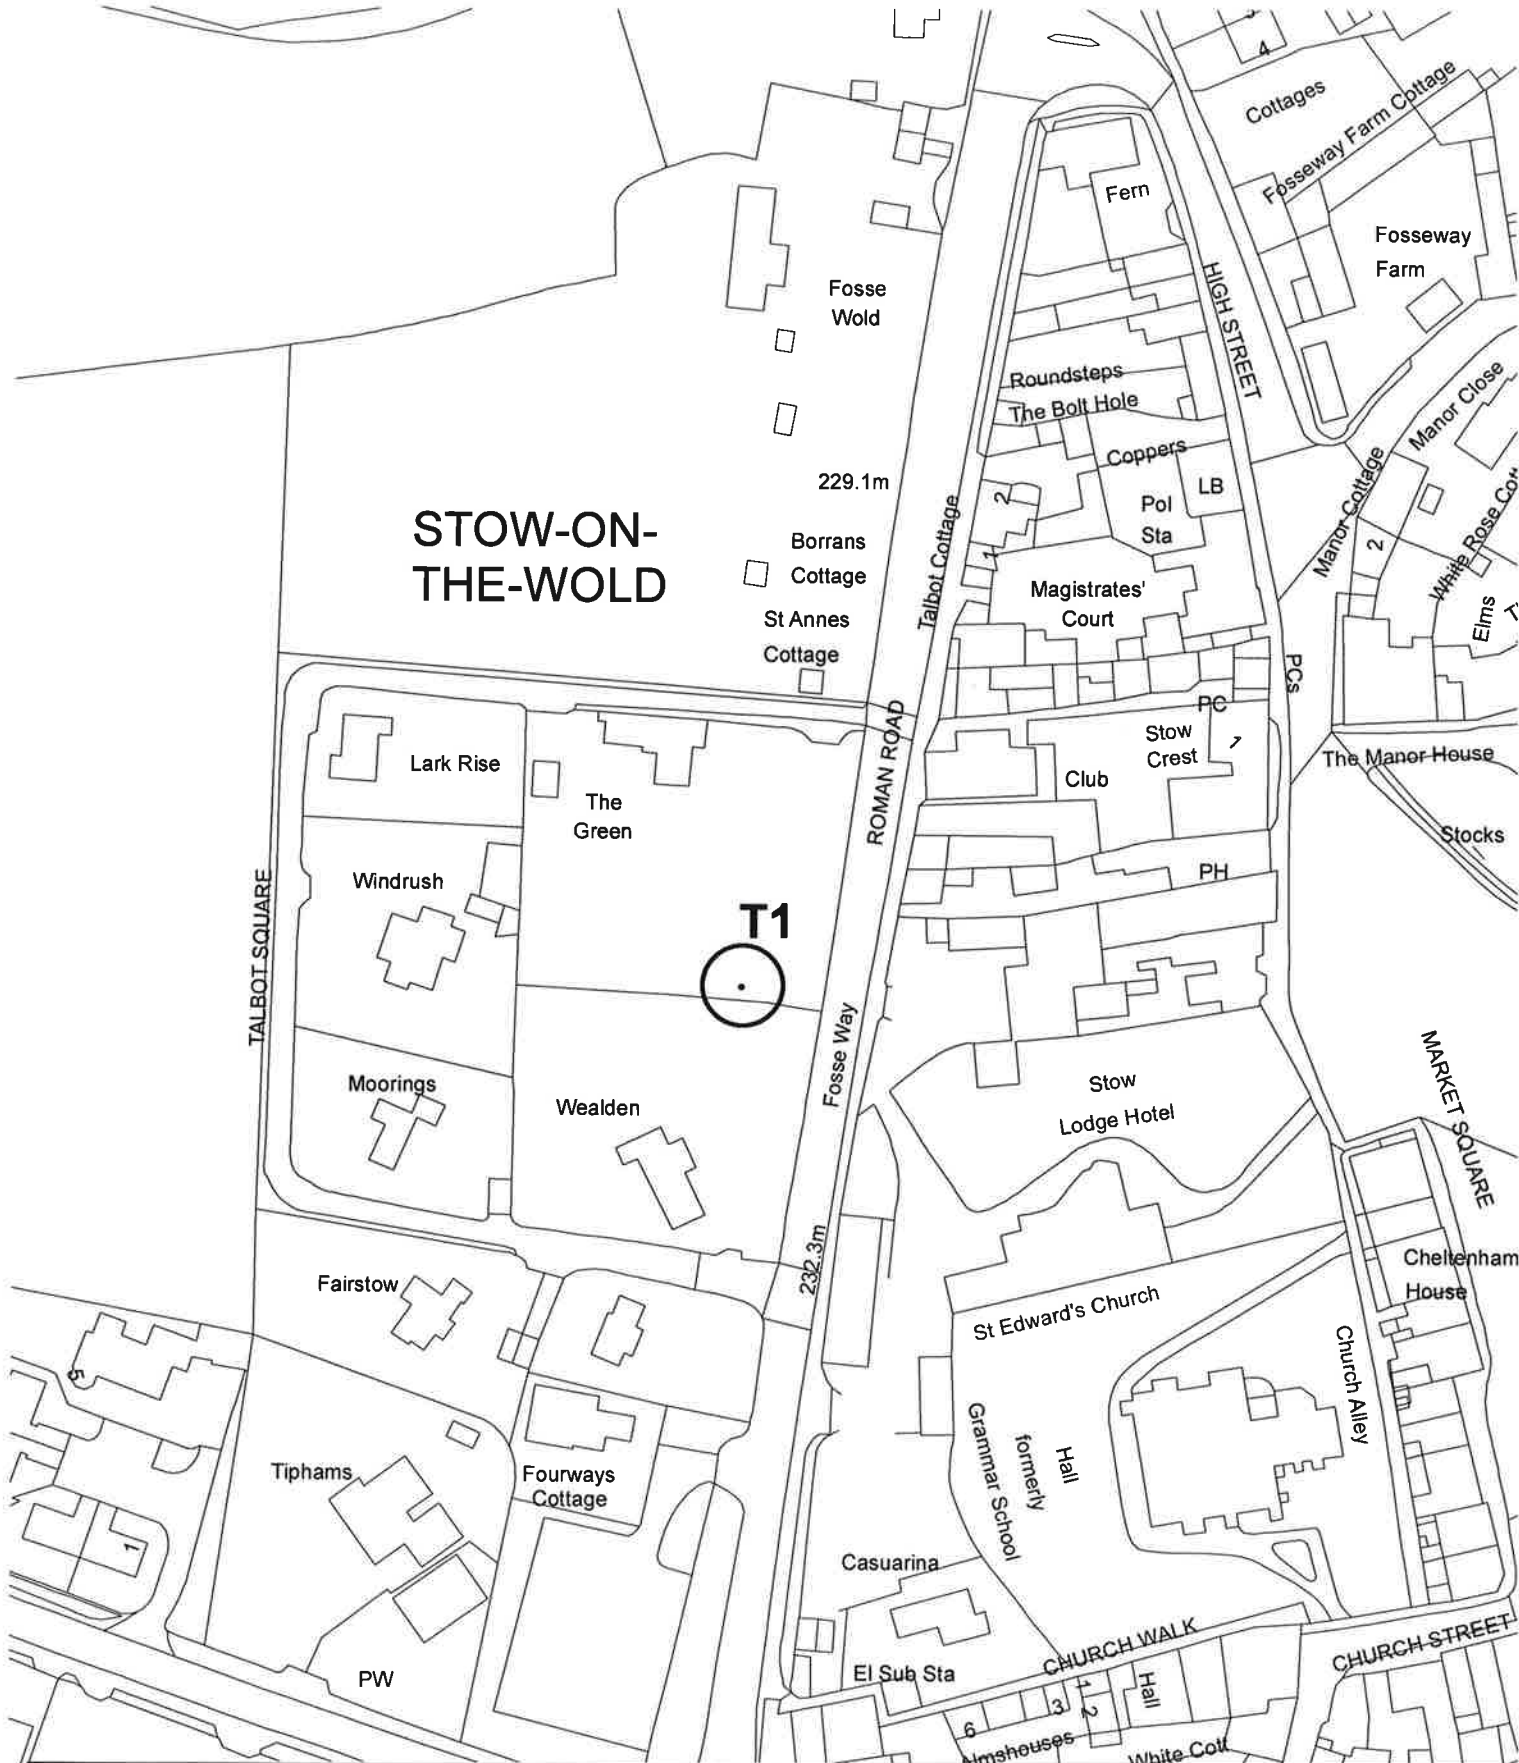 4
Cottages
Fosseway Farm Cottage
Fern
Fosseway
Farm
Fosse
Wold
HIGH STREET
Roundsteps
The Bolt Hole
Manor Close
Coppers
LB
229.1m
Pol
Sta
2
1
Talbot Cottage
Manor Cottage
2
White Rose Cott
Elms
STOW-ON-
THE-WOLD
Borrans
Cottage
St Annes
Cottage
Magistrates'
Court
PCs
PC
Stow
Crest
1
Club
The Manor House
Stocks
ROMAN ROAD
Lark Rise
The
Green
Windrush
PH
TALBOT SQUARE
T1
Fosse Way
Moorings
Wealden
Stow
Lodge Hotel
MARKET SQUARE
232.3m
Fairstow
St Edward's Church
Cheltenham
House
Church Alley
5
Hall
formerly
Grammar School
Tiphams
Fourways
Cottage
1
Casuarina
PW
El Sub Sta
CHURCH WALK
CHURCH STREET
Hall
1
2
3
6
Almshouses
White Cott